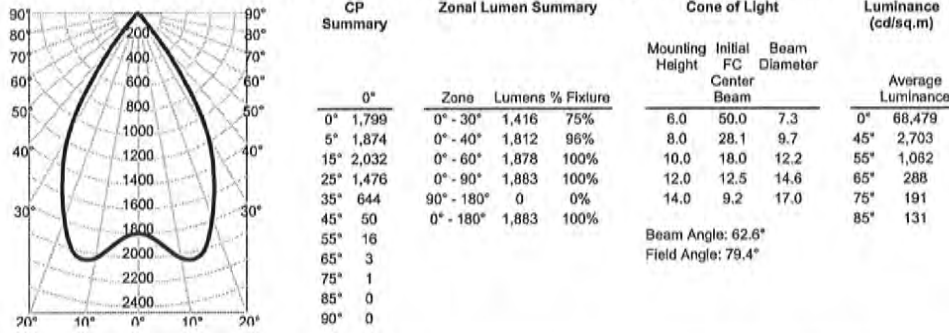 90° 90°
80° 80°
70° 70°
60° 60°
50° 50°
40° 40°
30° 30°
20° 10° 0° 10° 20°
200
400
600
800
1000
1200
1400
1600
1800
2000
2200
2400
CP Summary
0°
0° 1,799
5° 1,874
15° 2,032
25° 1,476
35° 644
45° 50
55° 16
65° 3
75° 1
85° 0
90° 0
Zonal Lumen Summary
Zone Lumens % Fixture
0° - 30° 1,416 75%
0° - 40° 1,812 96%
0° - 60° 1,878 100%
0° - 90° 1,883 100%
90° - 180° 0 0%
0° - 180° 1,883 100%
Cone of Light
Mounting Initial Beam
Height FC Diameter
Center
Beam
6.0 50.0 7.3
8.0 28.1 9.7
10.0 18.0 12.2
12.0 12.5 14.6
14.0 9.2 17.0
Beam Angle: 62.6°
Field Angle: 79.4°
Luminance
(cd/sq.m)
Average
Luminance
0° 68,479
45° 2,703
55° 1,062
65° 288
75° 191
85° 131